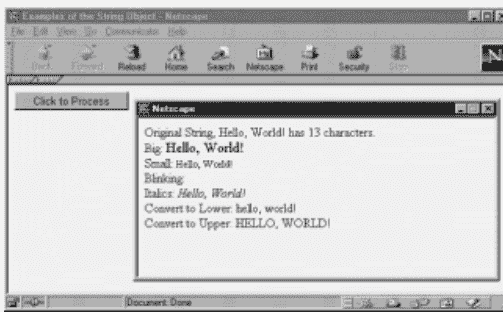 Examples of the String Object - Netscape
File Edit View Go Communicator Help
Back Forward Reload Home Search Netscape Print Security Stop
Click to Process
Netscape
Original String, Hello, World! has 13 characters.
Big: Hello, World!
Small: Hello, World!
Blinking:
Italics: Hello, World!
Convert to Lower: hello, world!
Convert to Upper: HELLO, WORLD!
Document: Done